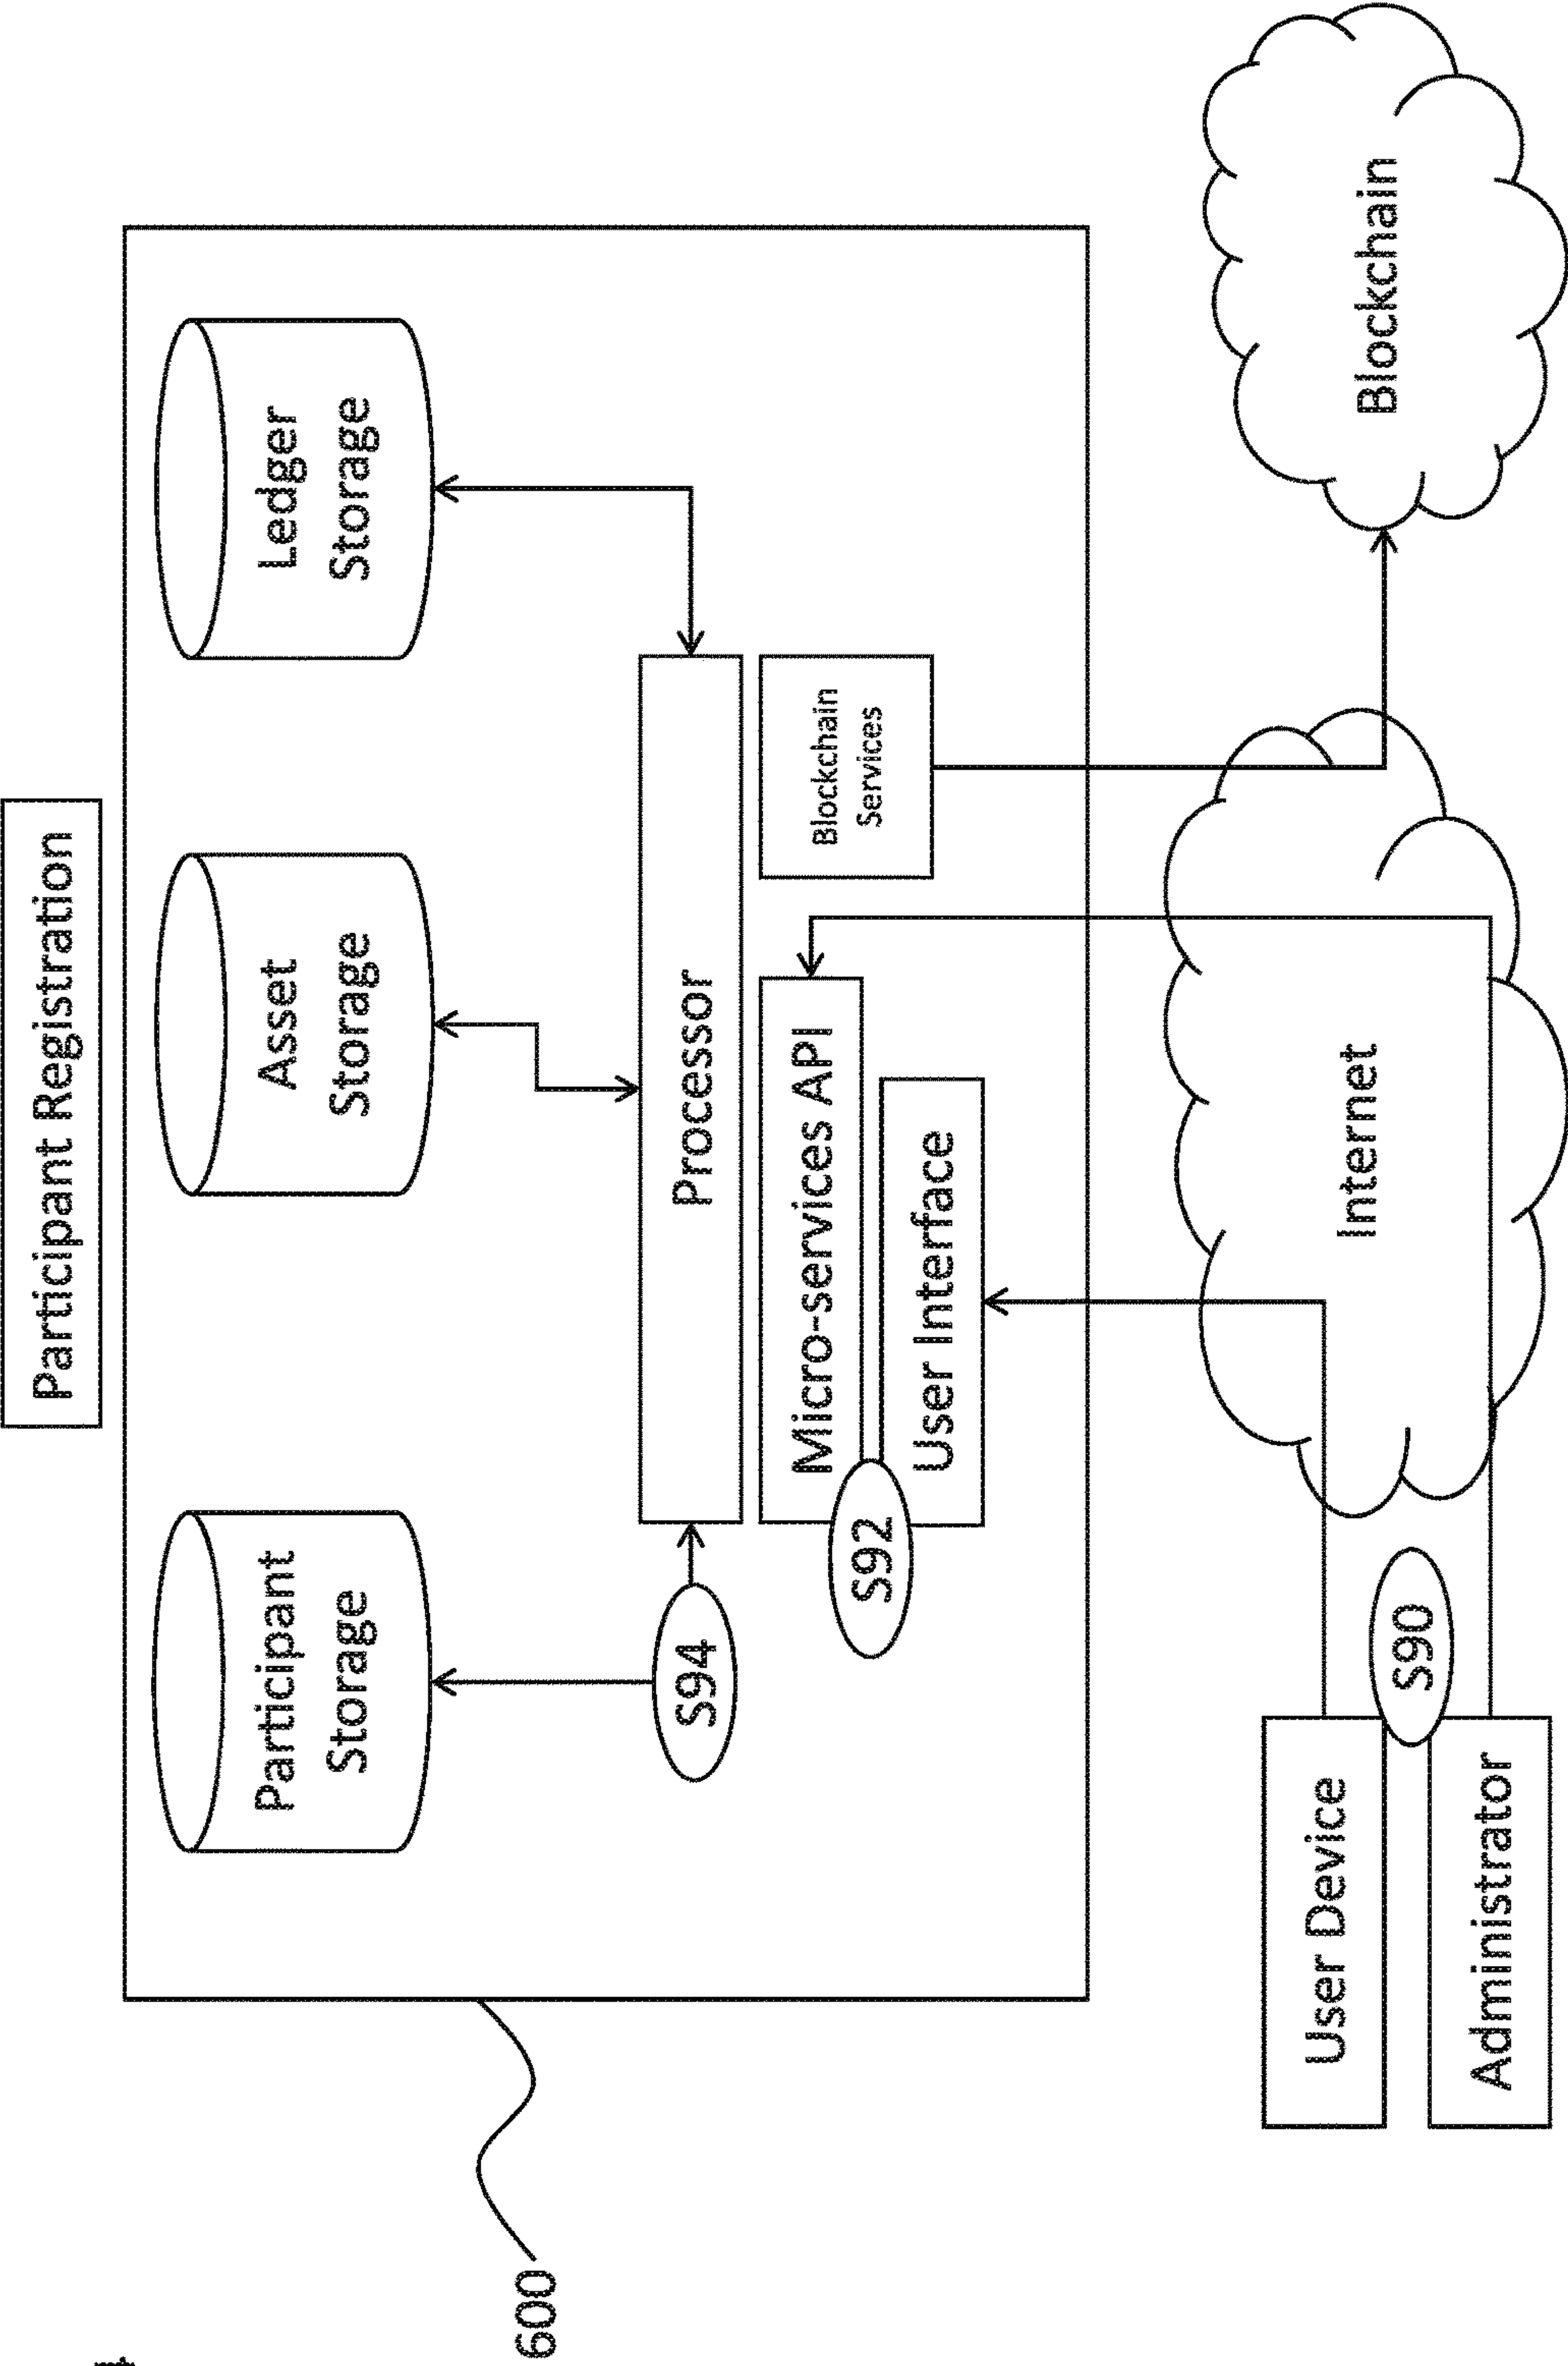 Participant Registration
Participant
Storage
Asset
Storage
Ledger
Storage
S94
Processor
Micro-services API
Blockchain
Services
S92
User Interface
600
User Device
S90
Administrator
Internet
Blockchain